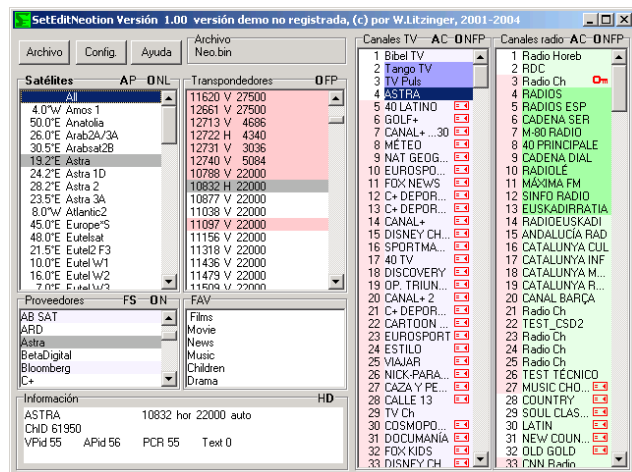 SetEditNeotion Versión 1.00 versión demo no registrada, (c) por W.Litzinger, 2001-2004
Archivo Config. Ayuda
Archivo
Neo.bin
Satélites AP ONL
All
4.0°W Amos 1
50.0°E Anatolia
26.0°E Arab2A/3A
30.5°E Arabsat2B
19.2°E Astra
24.2°E Astra 1D
28.2°E Astra 2
23.5°E Astra 3A
8.0°W Atlantic2
45.0°E Europe*S
48.0°E Eutelsat
21.5°E Eutel2 F3
10.0°E Eutel W1
16.0°E Eutel W2
7.0°E Eutel W3
Transpondedores OFP
11620 V 27500
12661 V 27500
12713 V 4686
12722 H 4340
12731 V 3036
12740 V 5084
10788 V 22000
10832 H 22000
10877 V 22000
11038 V 22000
11097 V 22000
11156 V 22000
11318 V 22000
11436 V 22000
11479 V 22000
11509 V 22000
Proveedores FS ON
AB SAT
ARD
Astra
BetaDigital
Bloomberg
C+
FAV
Films
Movie
News
Music
Children
Drama
Información HD
ASTRA 10832 hor 22000 auto
ChID 61950
VPid 55 APid 56 PCR 55 Text 0
Canales TV AC ONFP
1 Bibel TV
2 Tango TV
3 TV Puls
4 ASTRA
5 40 LATINO
6 GOLF+
7 CANAL+ ...30
8 MÉTEO
9 NAT GEOG...
10 EUROSPO...
11 FOX NEWS
12 C+ DEPOR...
13 C+ DEPOR...
14 CANAL+
15 DISNEY CH...
16 SPORTMA...
17 40 TV
18 DISCOVERY
19 OP. TRIUN...
20 CANAL+ 2
21 C+ DEPOR...
22 CARTOON ...
23 EUROSPORT
24 ESTILO
25 VIAJAR
26 NICK-PARA...
27 CAZA Y PE...
28 CALLE 13
29 TV Ch
30 COSMOPO...
31 DOCUMANÍA
32 FOX KIDS
33 DISNEY CH
Canales radio AC ONFP
1 Radio Horeb
2 RDC
3 Radio Ch
4 RADIOS
5 RADIOS ESP
6 CADENA SER
7 M-80 RADIO
8 40 PRINCIPALE
9 CADENA DIAL
10 RADIOLÉ
11 MÁXIMA FM
12 SINFO RADIO
13 EUSKADIRRATIA
14 RADIOEUSKADI
15 ANDALUCÍA RAD
16 CATALUNYA CUL
17 CATALUNYA INF
18 CATALUNYA M...
19 CATALUNYA R...
20 CANAL BARÇA
21 Radio Ch
22 TEST_CSD2
23 Radio Ch
24 Radio Ch
25 Radio Ch
26 TEST TÉCNICO
27 MUSIC CHO...
28 COUNTRY
29 SOUL CLAS...
30 LATIN
31 NEW COUN...
32 OLD GOLD
33 CNN Radio